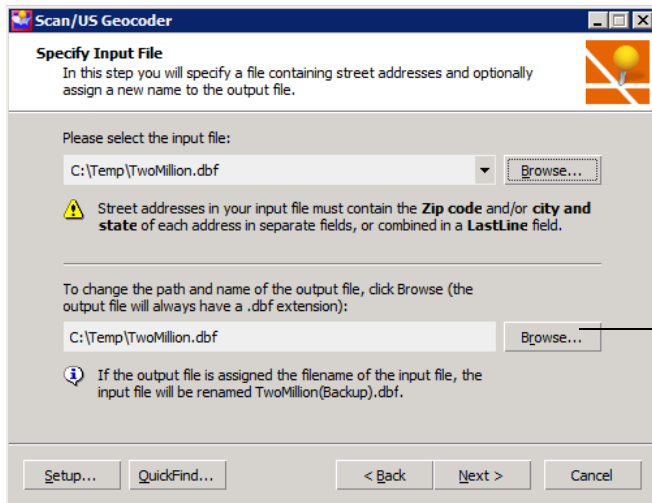 Scan/US Geocoder
Specify Input File
In this step you will specify a file containing street addresses and optionally
assign a new name to the output file.
Please select the input file:
C:\Temp\TwoMillion.dbf
Browse...
Street addresses in your input file must contain the Zip code and/or city and
state of each address in separate fields, or combined in a LastLine field.
To change the path and name of the output file, click Browse (the
output file will always have a .dbf extension):
C:\Temp\TwoMillion.dbf
Browse...
If the output file is assigned the filename of the input file, the
input file will be renamed TwoMillion(Backup).dbf.
Setup...
QuickFind...
< Back
Next >
Cancel